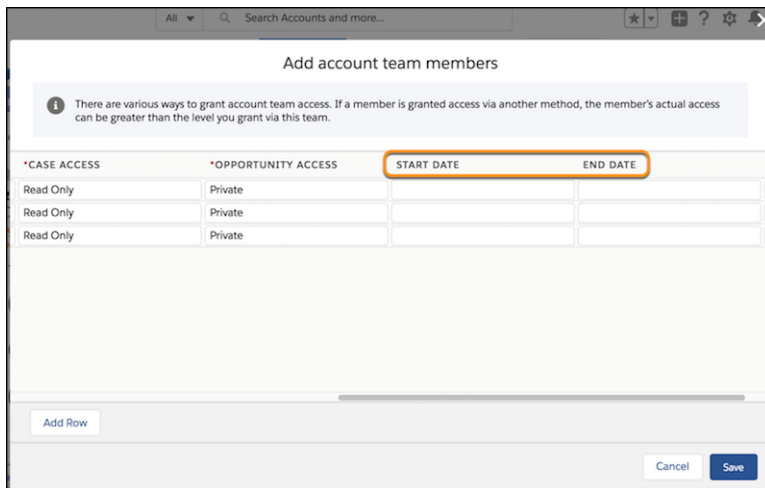 All Search Accounts and more...
Add account team members
There are various ways to grant account team access. If a member is granted access via another method, the member's actual access
can be greater than the level you grant via this team.
*CASE ACCESS *OPPORTUNITY ACCESS START DATE END DATE
Read Only Private
Read Only Private
Read Only Private
Add Row
Cancel Save